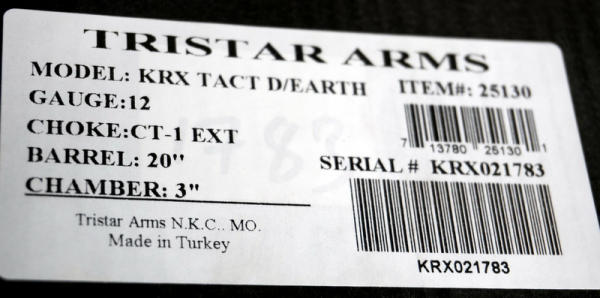 TRISTAR ARMS
MODEL: KRX TACT D/EARTH
ITEM#: 25130
GAUGE:12
CHOKE:CT-1 EXT
7 13780 25130 1
BARREL: 20"
SERIAL # KRX021783
CHAMBER: 3"
Tristar Arms N.K.C.. MO.
Made in Turkey
KRX021783
1783